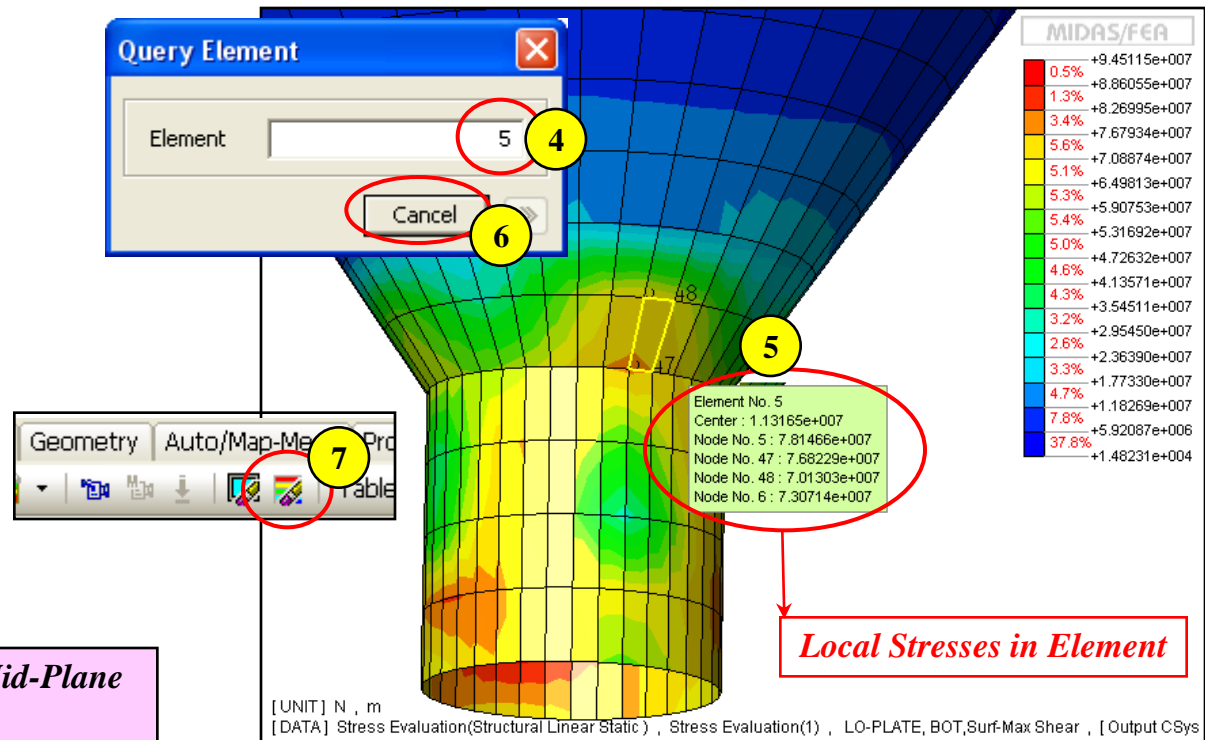 Query Element
Element
5
4
Cancel
6
MIDAS/FEA
+9.45115e+007
0.5%
+8.86055e+007
1.3%
+8.26995e+007
3.4%
+7.67934e+007
5.6%
+7.08874e+007
5.1%
+6.49813e+007
5.3%
+5.90753e+007
5.4%
+5.31692e+007
5.0%
+4.72632e+007
4.6%
+4.13571e+007
4.3%
+3.54511e+007
3.2%
+2.95450e+007
2.6%
+2.36390e+007
3.3%
+1.77330e+007
4.7%
+1.18269e+007
7.8%
+5.92087e+006
37.8%
+1.48231e+004
48
47
5
Element No. 5
Center : 1.13165e+007
Node No. 5 : 7.81466e+007
Node No. 47 : 7.68229e+007
Node No. 48 : 7.01303e+007
Node No. 6 : 7.30714e+007
Geometry
Auto/Map-Me
Pro
7
Table
Local Stresses in Element
id-Plane
[UNIT] N , m
[DATA] Stress Evaluation(Structural Linear Static) , Stress Evaluation(1) , LO-PLATE, BOT,Surf-Max Shear , [ Output CSys